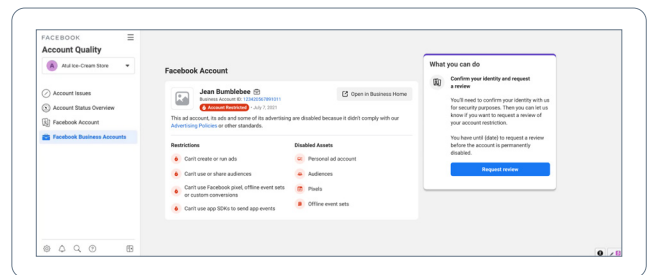 FACEBOOK
Account Quality
A Atul Ice-Cream Store
Account Issues
Account Status Overview
Facebook Account
Facebook Business Accounts
Facebook Account
Jean Bumblebee
Business Account ID:
Account Restricted · July 7, 2021
Open in Business Home
This ad account, its ads and some of its advertising assets are disabled because it didn't comply with our
Advertising Policies or other standards.
Restrictions
Can't create or run ads
Can't use or share audiences
Can't use Facebook pixel, offline event sets
or custom conversions
Can't use app SDKs to send app events
Disabled Assets
Personal ad account
Audiences
Pixels
Offline event sets
What you can do
Confirm your identity and request
a review
You'll need to confirm your identity with us
for security purposes. Then you can let us
know if you want to request a review of
your account restriction.
You have until (date) to request a review
before the account is permanently
disabled.
Request review